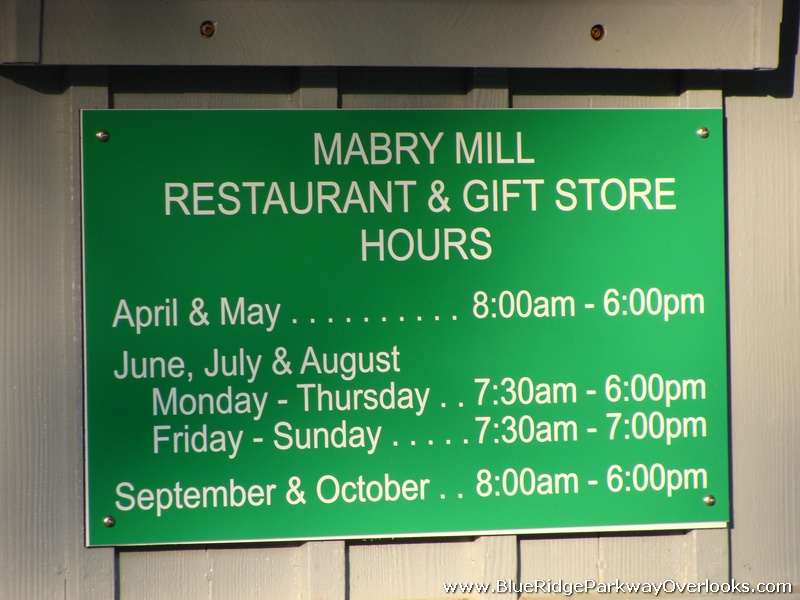 MABRY MILL
RESTAURANT & GIFT STORE
HOURS
April & May . . . . . . . . . . 8:00am - 6:00pm
June, July & August
Monday - Thursday . . 7:30am - 6:00pm
Friday - Sunday . . . . . 7:30am - 7:00pm
September & October . . 8:00am - 6:00pm
www.BlueRidgeParkwayOverlooks.com